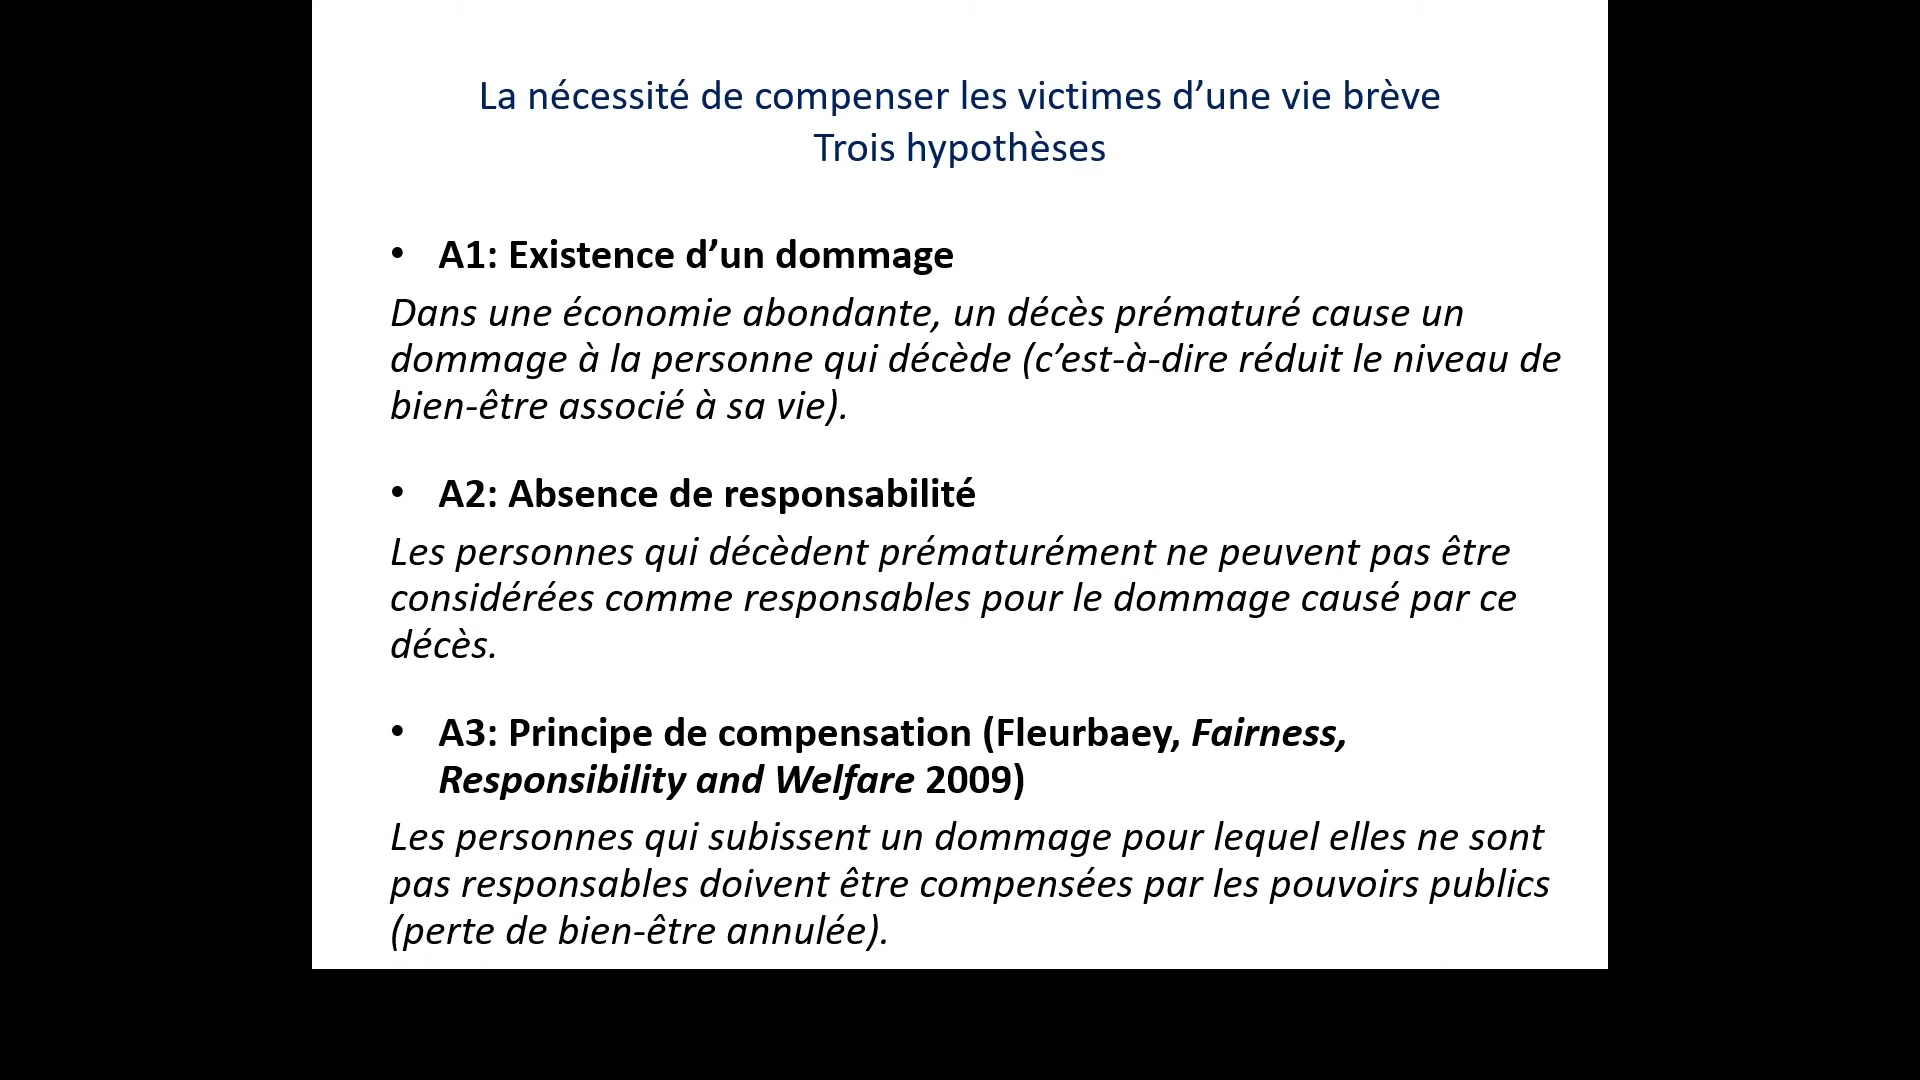 La nécessité de compenser les victimes d’une vie brève
Trois hypothèses
• A1: Existence d’un dommage
Dans une économie abondante, un décès prématuré cause un
dommage à la personne qui décède (c’est-à-dire réduit le niveau de
bien-être associé à sa vie).
• A2: Absence de responsabilité
Les personnes qui décèdent prématurément ne peuvent pas être
considérées comme responsables pour le dommage causé par ce
décès.
• A3: Principe de compensation (Fleurbaey, Fairness,
Responsibility and Welfare 2009)
Les personnes qui subissent un dommage pour lequel elles ne sont
pas responsables doivent être compensées par les pouvoirs publics
(perte de bien-être annulée).